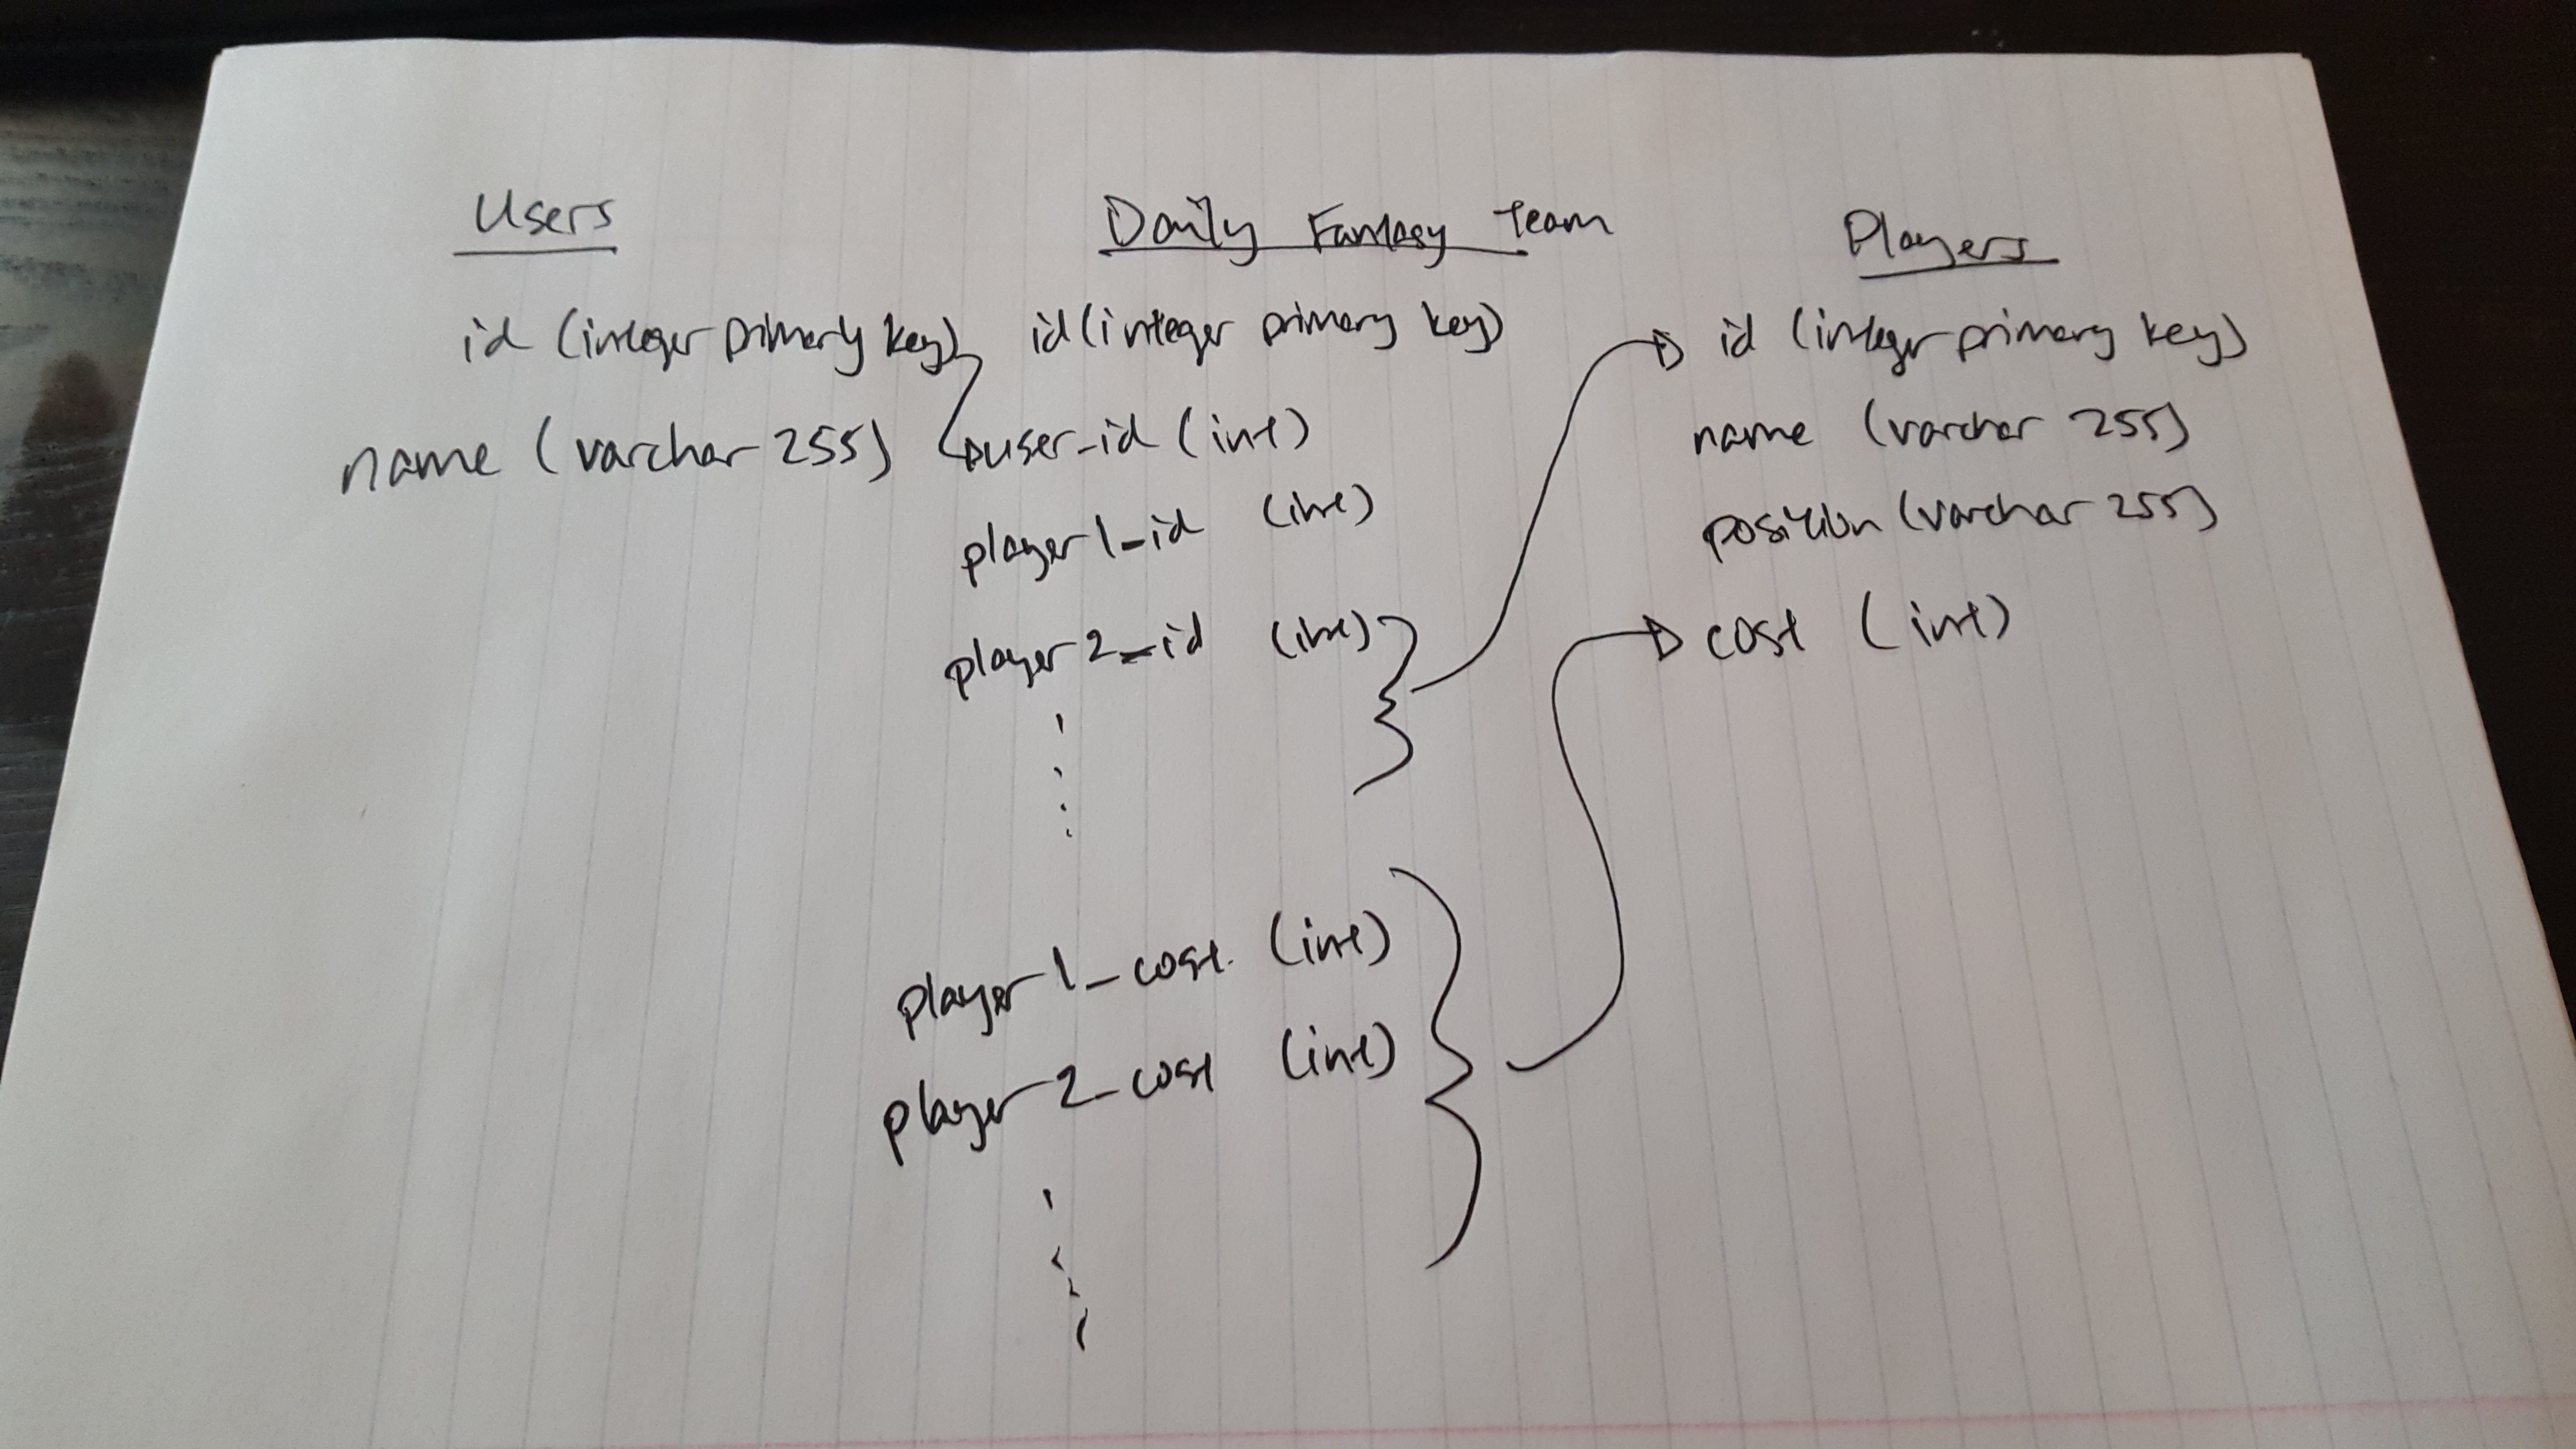 Users
id (integer primary key)
name (varchar 255)
Daily Fantasy Team
id (integer primary key)
user_id (int)
player1_id (int)
player2_id (int)
player1_cost (int)
player2_cost (int)
Players
id (integer primary key)
name (varchar 255)
position (varchar 255)
cost (int)